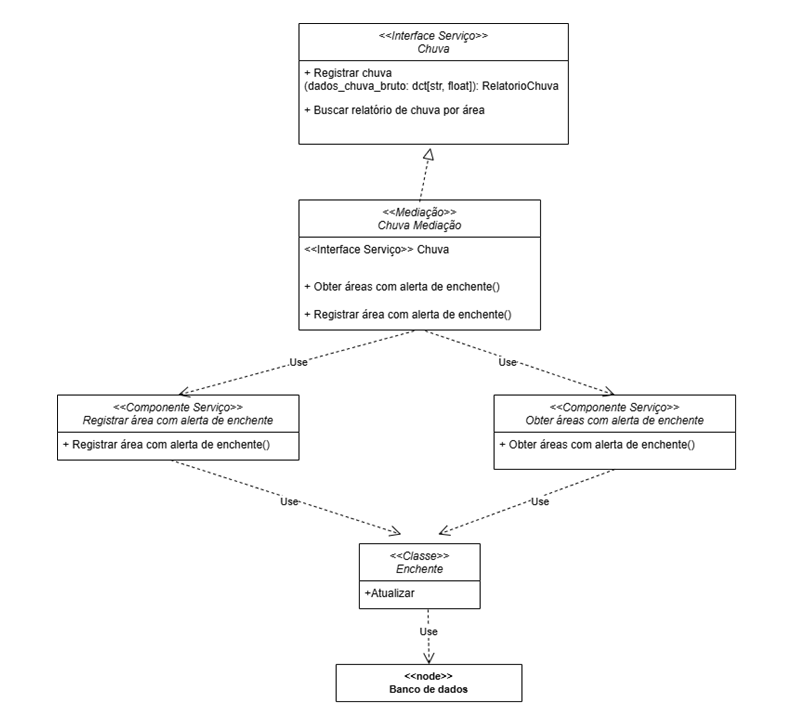 <<Interface Serviço>>
Chuva
+ Registrar chuva
(dados_chuva_bruto: dct[str, float]): RelatorioChuva
+ Buscar relatório de chuva por área
<<Mediação>>
Chuva Mediação
<<Interface Serviço>> Chuva
+ Obter áreas com alerta de enchente()
+ Registrar área com alerta de enchente()
Use
Use
<<Componente Serviço>>
Registrar área com alerta de enchente
+ Registrar área com alerta de enchente()
<<Componente Serviço>>
Obter áreas com alerta de enchente
+ Obter áreas com alerta de enchente()
Use
Use
<<Classe>>
Enchente
+Atualizar
Use
<<node>>
Banco de dados